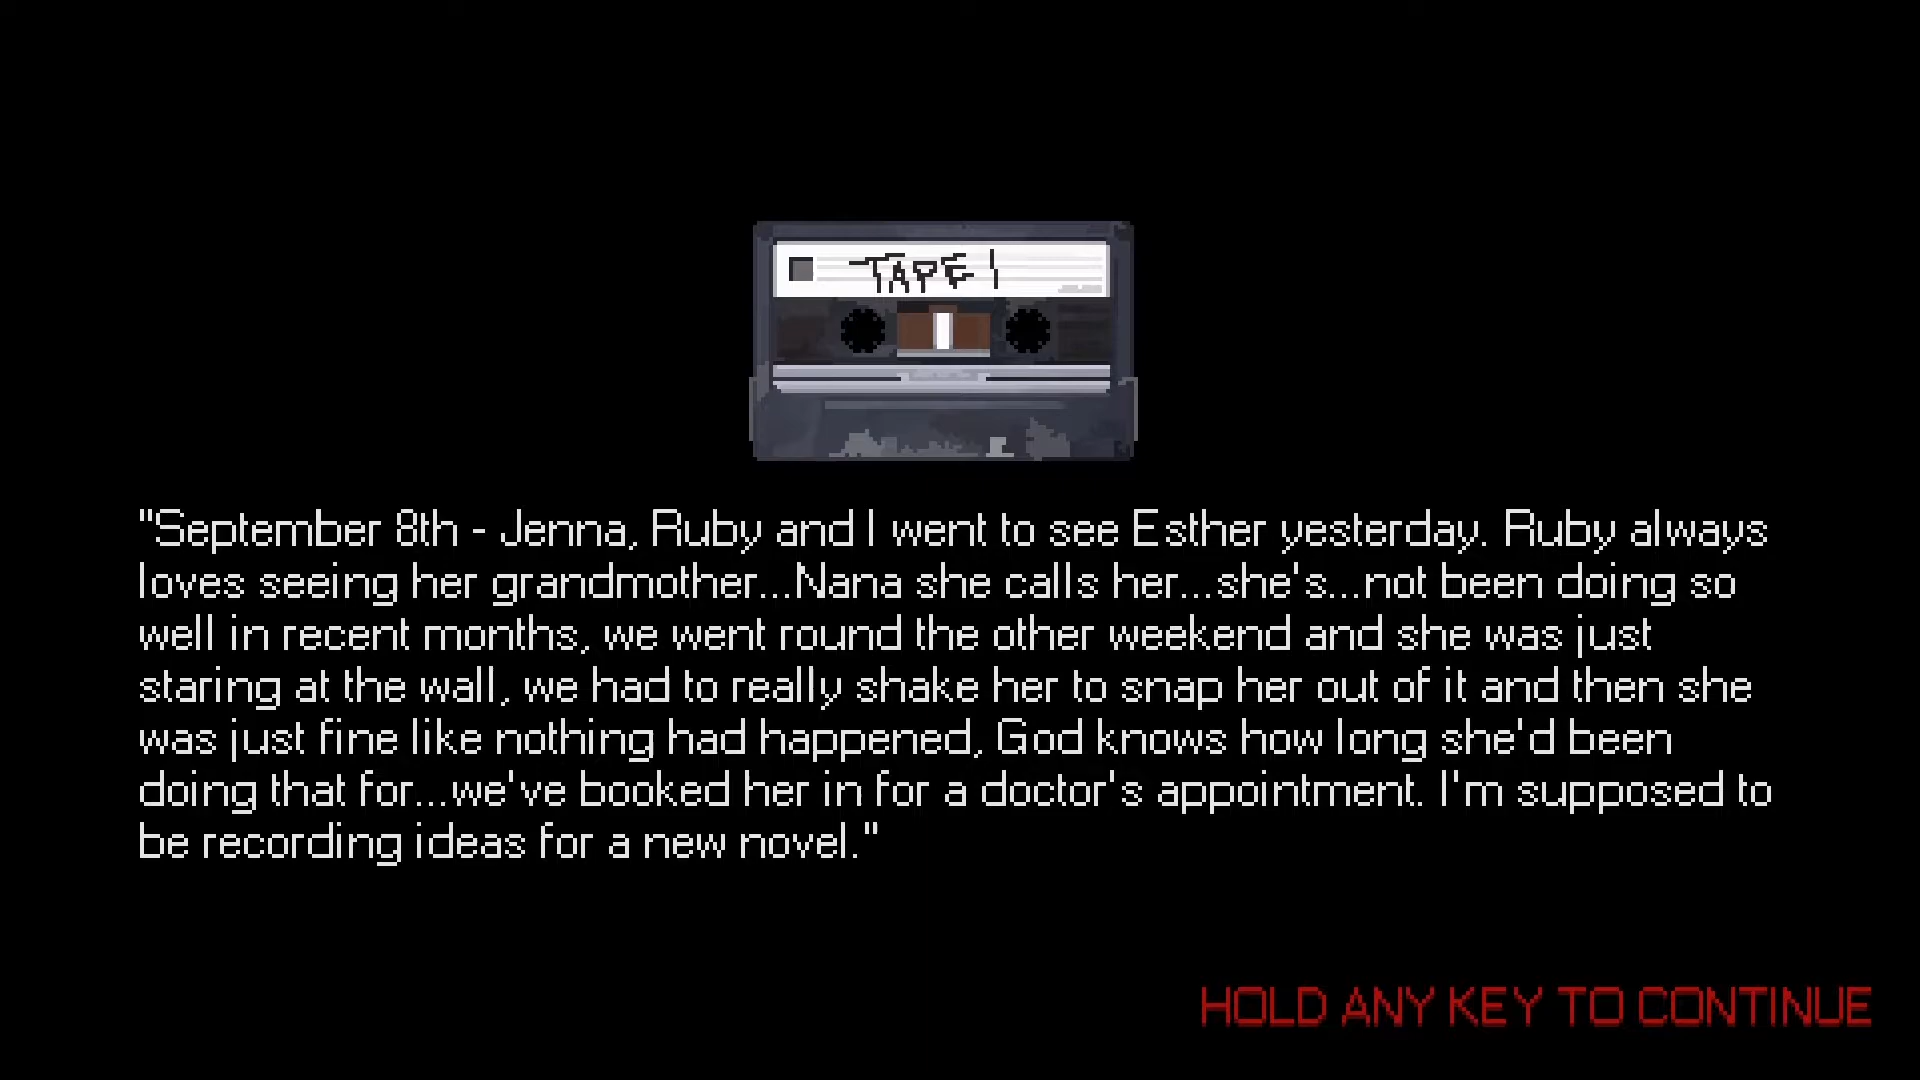 TAPE 1
"September 8th - Jenna, Ruby and I went to see Esther yesterday. Ruby always
loves seeing her grandmother...Nana she calls her...she's...not been doing so
well in recent months, we went round the other weekend and she was just
staring at the wall, we had to really shake her to snap her out of it and then she
was just fine like nothing had happened, God knows how long she'd been
doing that for...we've booked her in for a doctor's appointment. I'm supposed to
be recording ideas for a new novel."
HOLD ANY KEY TO CONTINUE